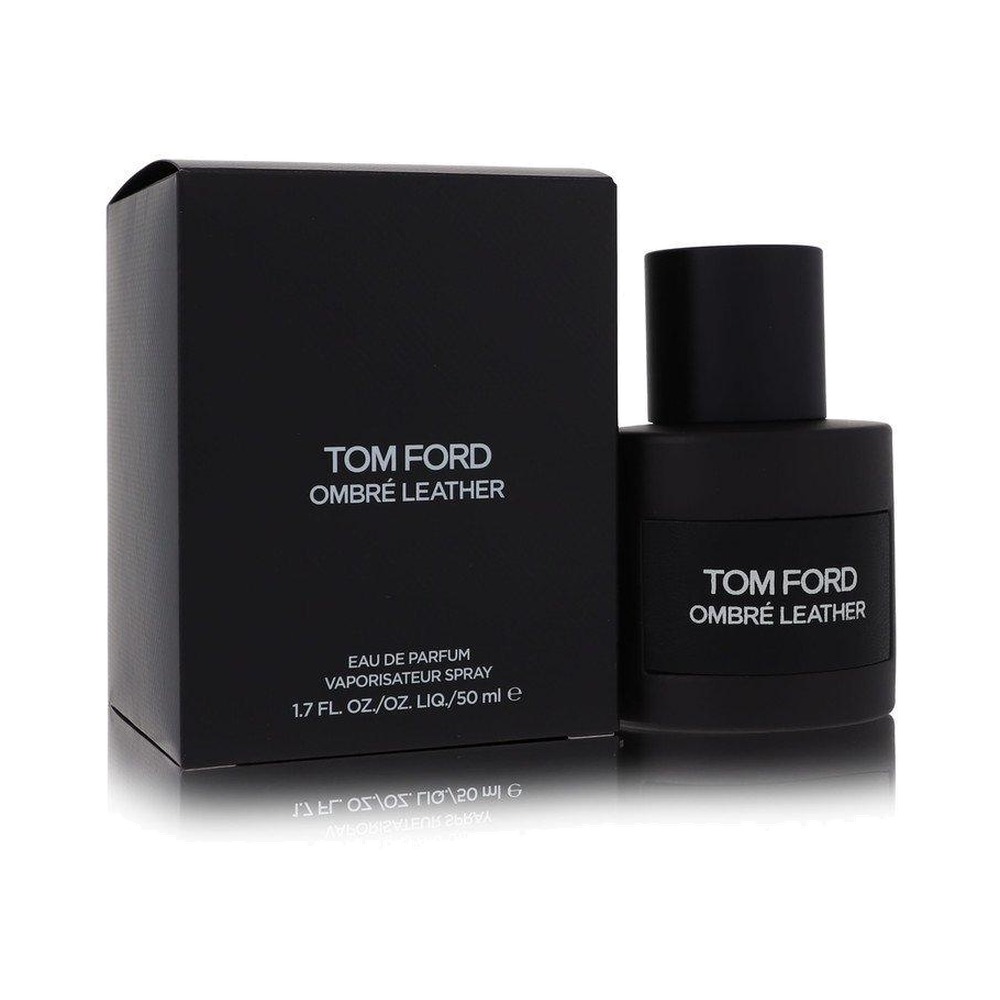 TOM FORD
OMBRÉ LEATHER
EAU DE PARFUM
VAPORISATEUR SPRAY
1.7 FL. OZ./OZ. LIQ./50 ml ℮
TOM FORD
OMBRÉ LEATHER